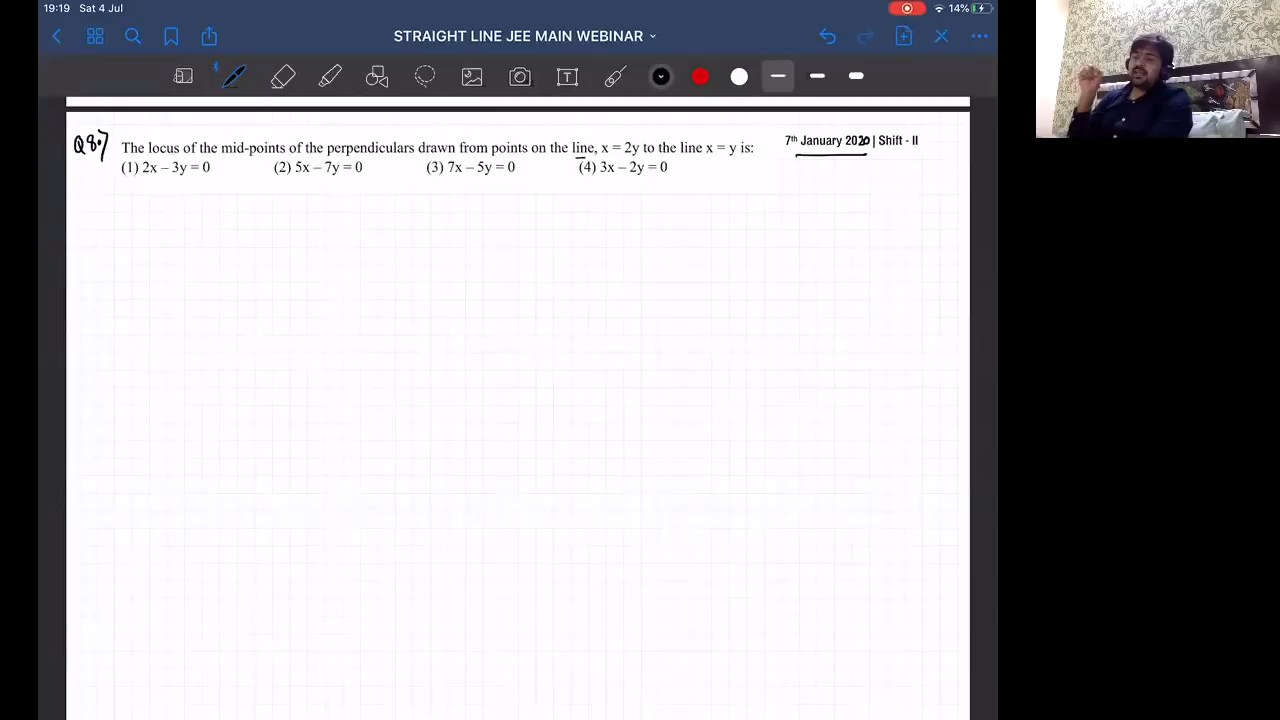 19:19 Sat 4 Jul
14%
STRAIGHT LINE JEE MAIN WEBINAR
T
Q8·7
The locus of the mid-points of the perpendiculars drawn from points on the line, x = 2y to the line x = y is:
7th January 2020 | Shift - II
(1) 2x – 3y = 0 (2) 5x – 7y = 0 (3) 7x – 5y = 0 (4) 3x – 2y = 0